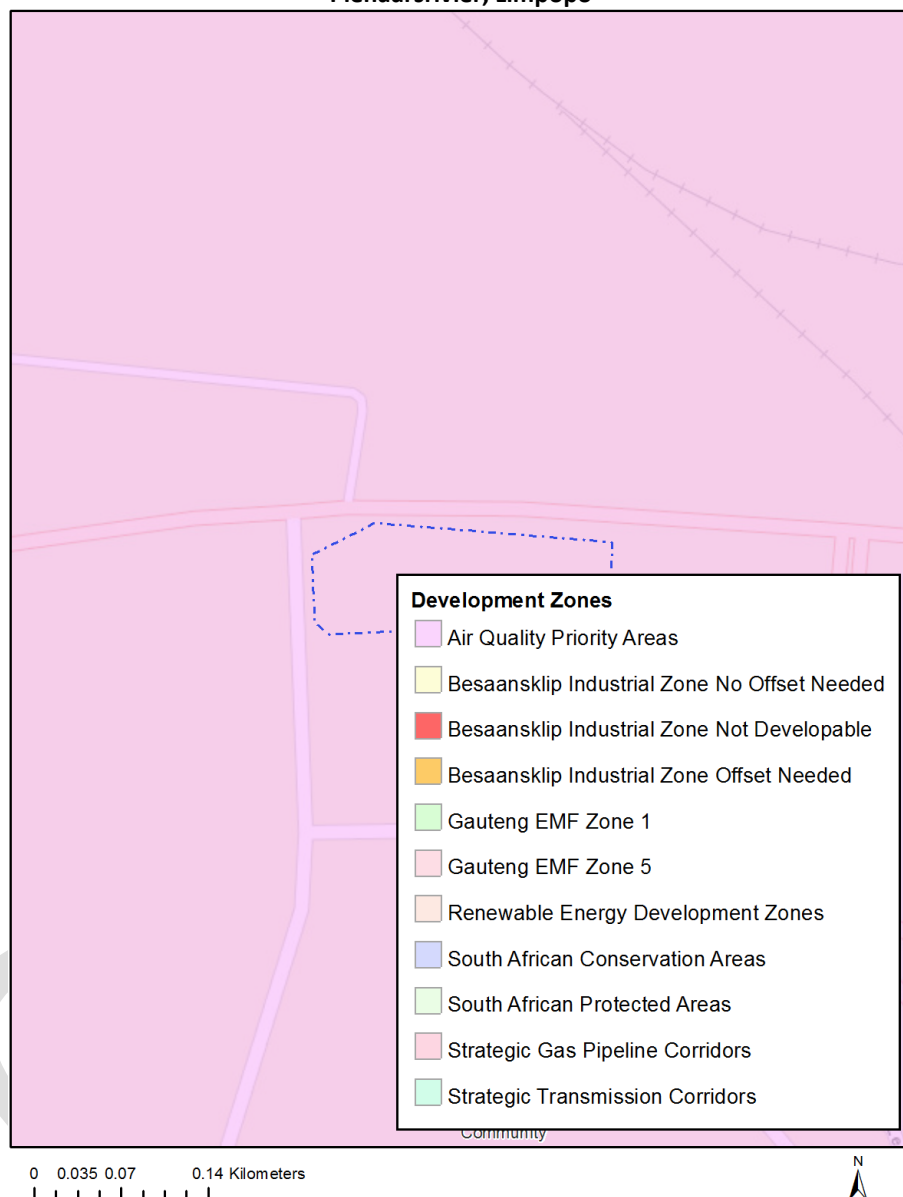 Pienaarsrivier, Limpopo
Development Zones
Air Quality Priority Areas
Besaansklip Industrial Zone No Offset Needed
Besaansklip Industrial Zone Not Developable
Besaansklip Industrial Zone Offset Needed
Gauteng EMF Zone 1
Gauteng EMF Zone 5
Renewable Energy Development Zones
South African Conservation Areas
South African Protected Areas
Strategic Gas Pipeline Corridors
Strategic Transmission Corridors
Community
0 0.035 0.07 0.14 Kilometers
N